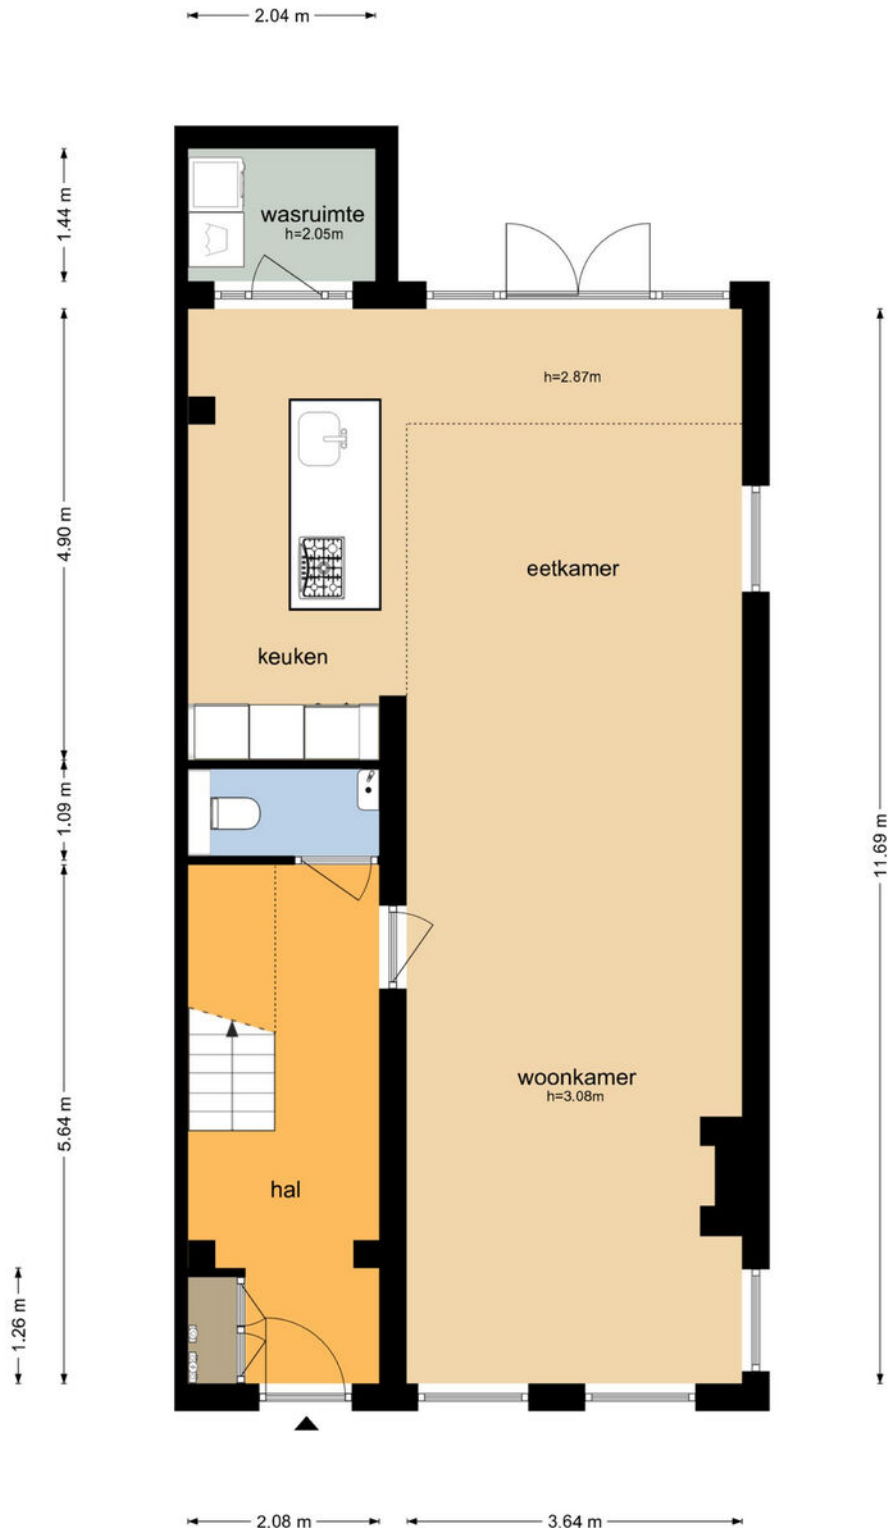 2.04 m
1.44 m
wasruimte
h=2.05m
h=2.87m
4.90 m
eetkamer
keuken
1.09 m
11.69 m
woonkamer
h=3.08m
5.64 m
hal
1.26 m
2.08 m
3.64 m